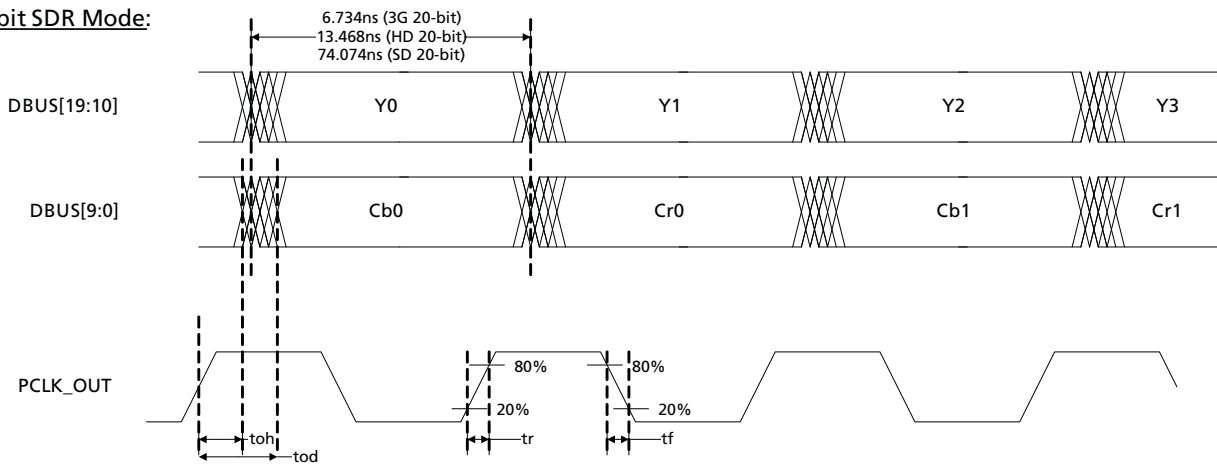 bit SDR Mode:
6.734ns (3G 20-bit)
13.468ns (HD 20-bit)
74.074ns (SD 20-bit)
DBUS[19:10] Y0 Y1 Y2 Y3
DBUS[9:0] Cb0 Cr0 Cb1 Cr1
80% 80%
PCLK_OUT
20% 20%
toh tr tf
tod